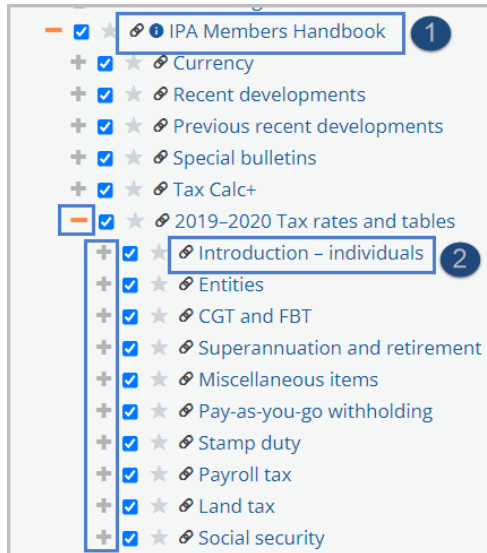 IPA Members Handbook 1
Currency
Recent developments
Previous recent developments
Special bulletins
Tax Calc+
2019–2020 Tax rates and tables
Introduction – individuals 2
Entities
CGT and FBT
Superannuation and retirement
Miscellaneous items
Pay-as-you-go withholding
Stamp duty
Payroll tax
Land tax
Social security